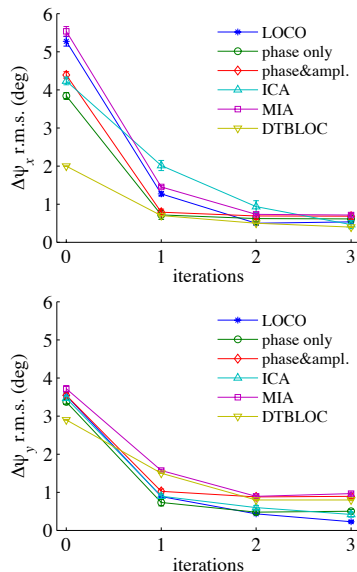 6
5
4
3
2
1
0
Δψx r.m.s. (deg)
LOCO
phase only
phase&ampl.
ICA
MIA
DTBLOC
0 1 2 3
iterations
6
5
4
3
2
1
0
Δψy r.m.s. (deg)
LOCO
phase only
phase&ampl.
ICA
MIA
DTBLOC
0 1 2 3
iterations